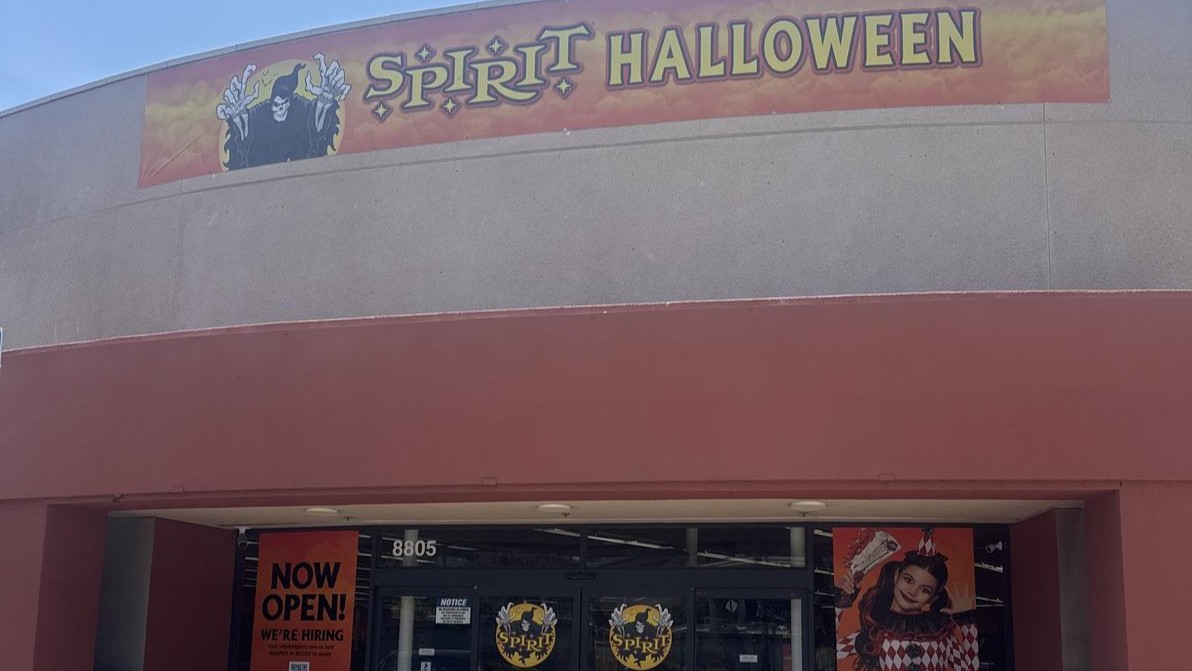 SPIRIT HALLOWEEN
8805
NOW
OPEN!
WE'RE HIRING
NOTICE
SPIRIT
SPIRIT